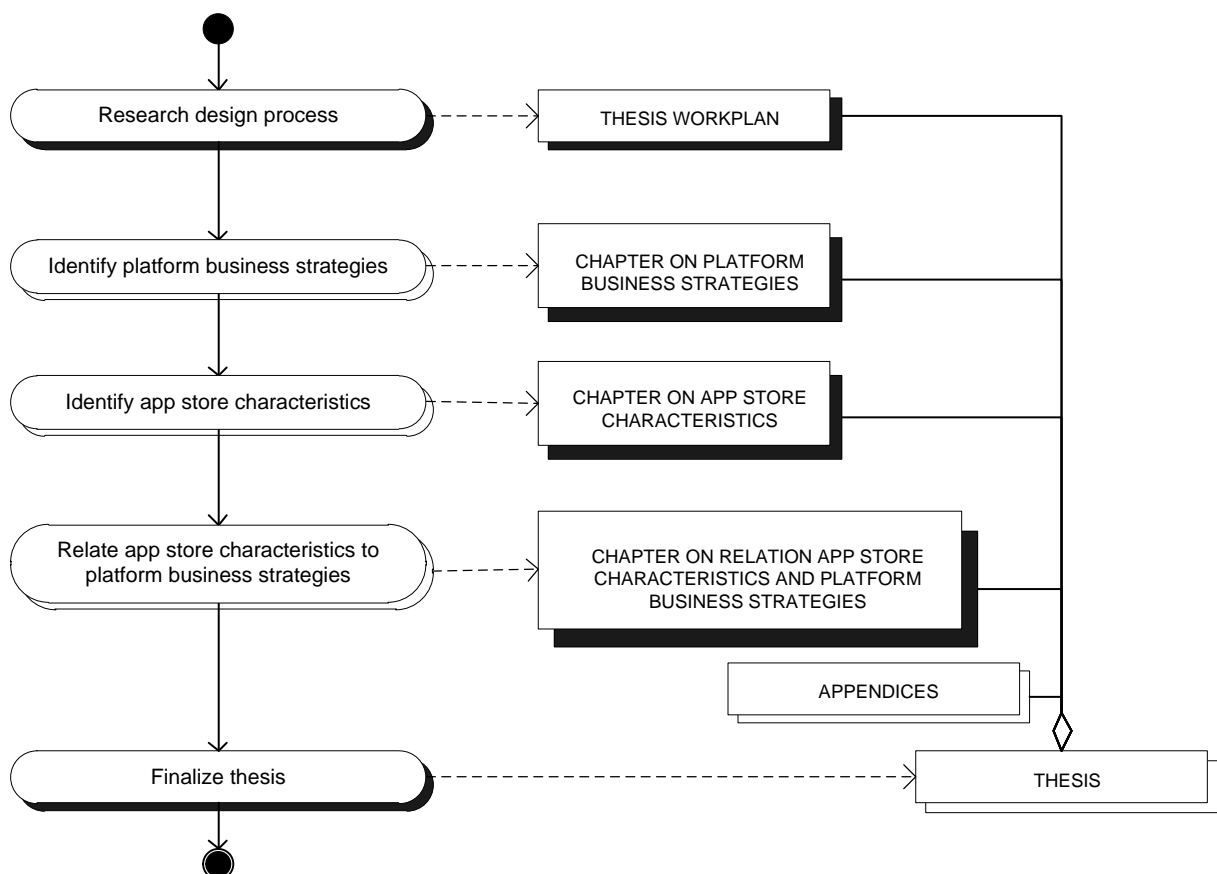 Research design process
THESIS WORKPLAN
Identify platform business strategies
CHAPTER ON PLATFORM
BUSINESS STRATEGIES
Identify app store characteristics
CHAPTER ON APP STORE
CHARACTERISTICS
Relate app store characteristics to
platform business strategies
CHAPTER ON RELATION APP STORE
CHARACTERISTICS AND PLATFORM
BUSINESS STRATEGIES
APPENDICES
Finalize thesis
THESIS